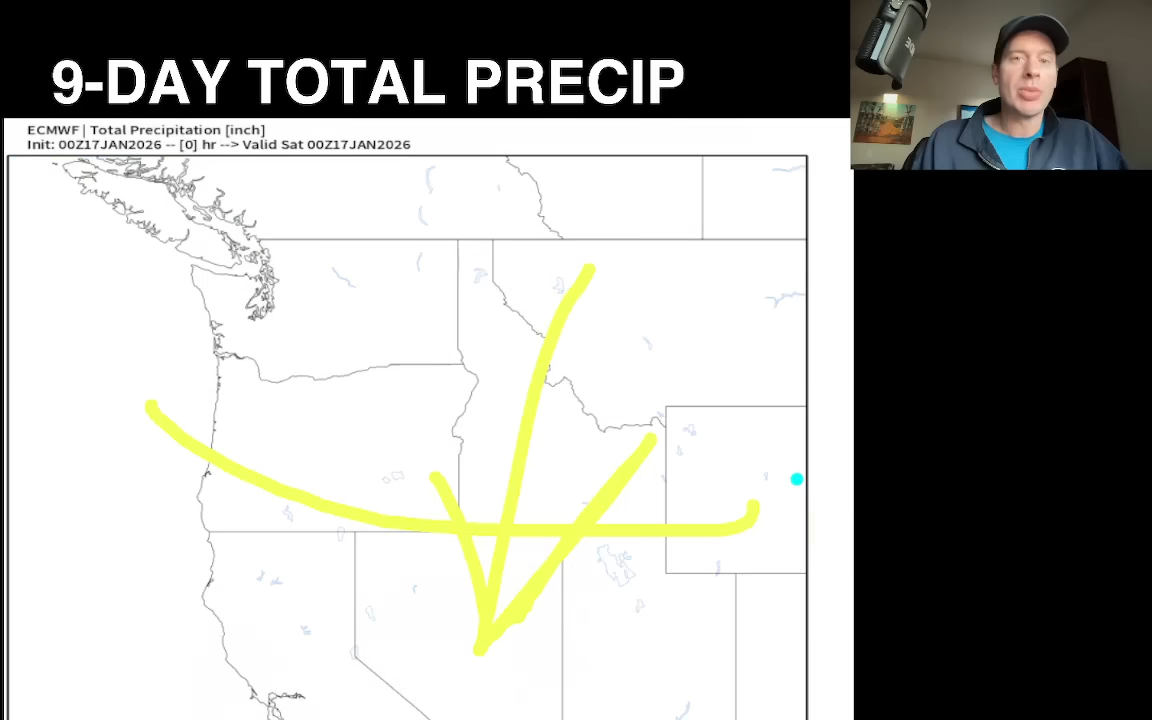 9-DAY TOTAL PRECIP
ECMWF | Total Precipitation [inch]
Init: 00Z17JAN2026 -- [0] hr --> Valid Sat 00Z17JAN2026